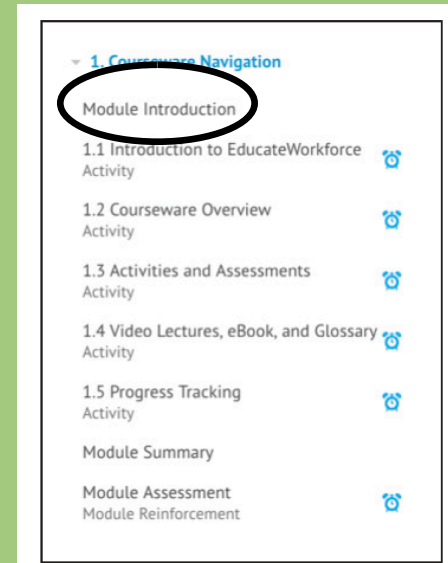 1. Courseware Navigation
Module Introduction
1.1 Introduction to EducateWorkforce
Activity
1.2 Courseware Overview
Activity
1.3 Activities and Assessments
Activity
1.4 Video Lectures, eBook, and Glossary
Activity
1.5 Progress Tracking
Activity
Module Summary
Module Assessment
Module Reinforcement